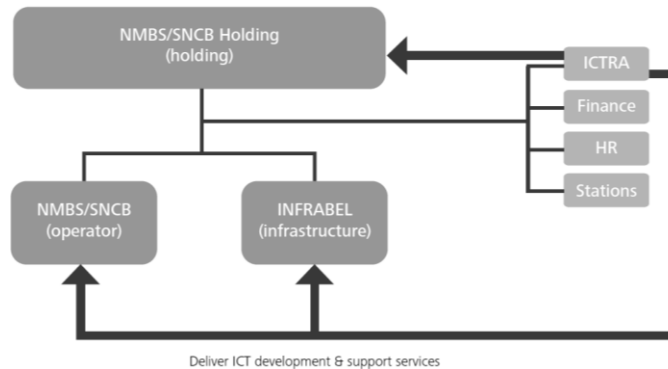 NMBS/SNCB Holding
(holding)
ICTRA
Finance
HR
Stations
NMBS/SNCB
(operator)
INFRABEL
(infrastructure)
Deliver ICT development & support services